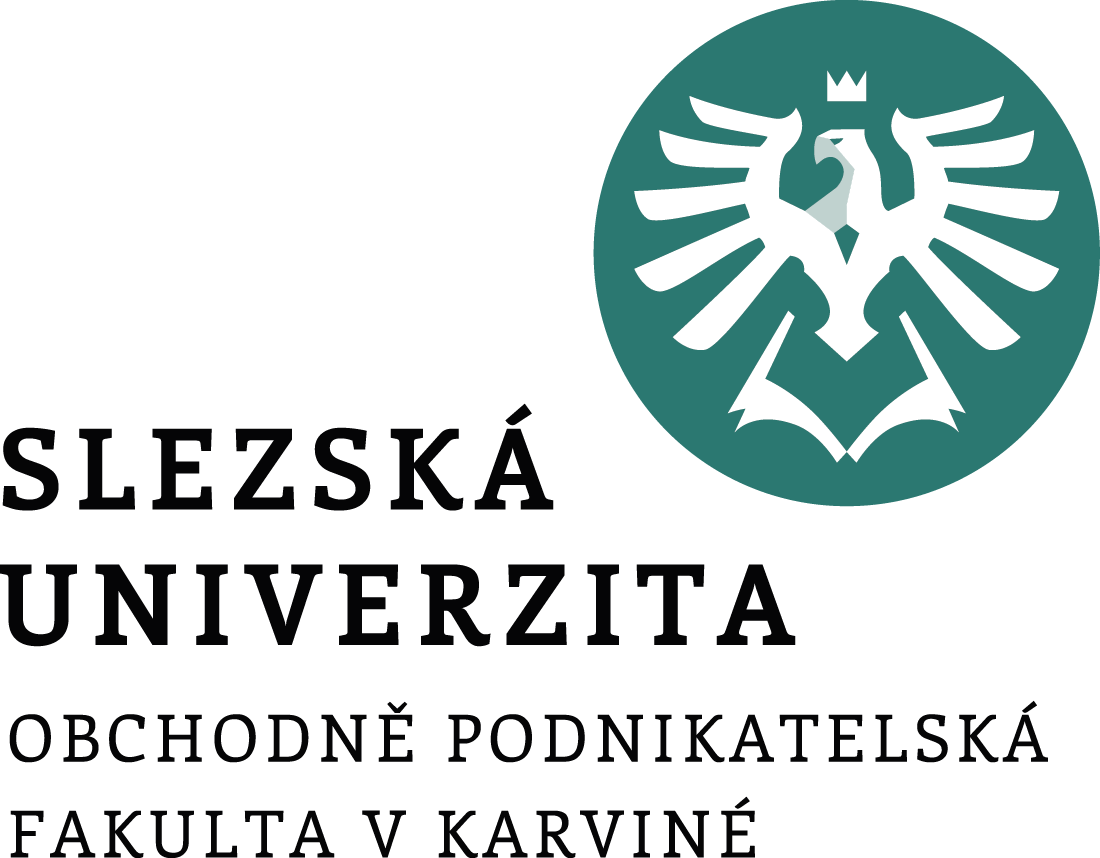 SLEZSKÁ
UNIVERZITA
OBCHODNĚ PODNIKATELSKÁ
FAKULTA V KARVINÉ